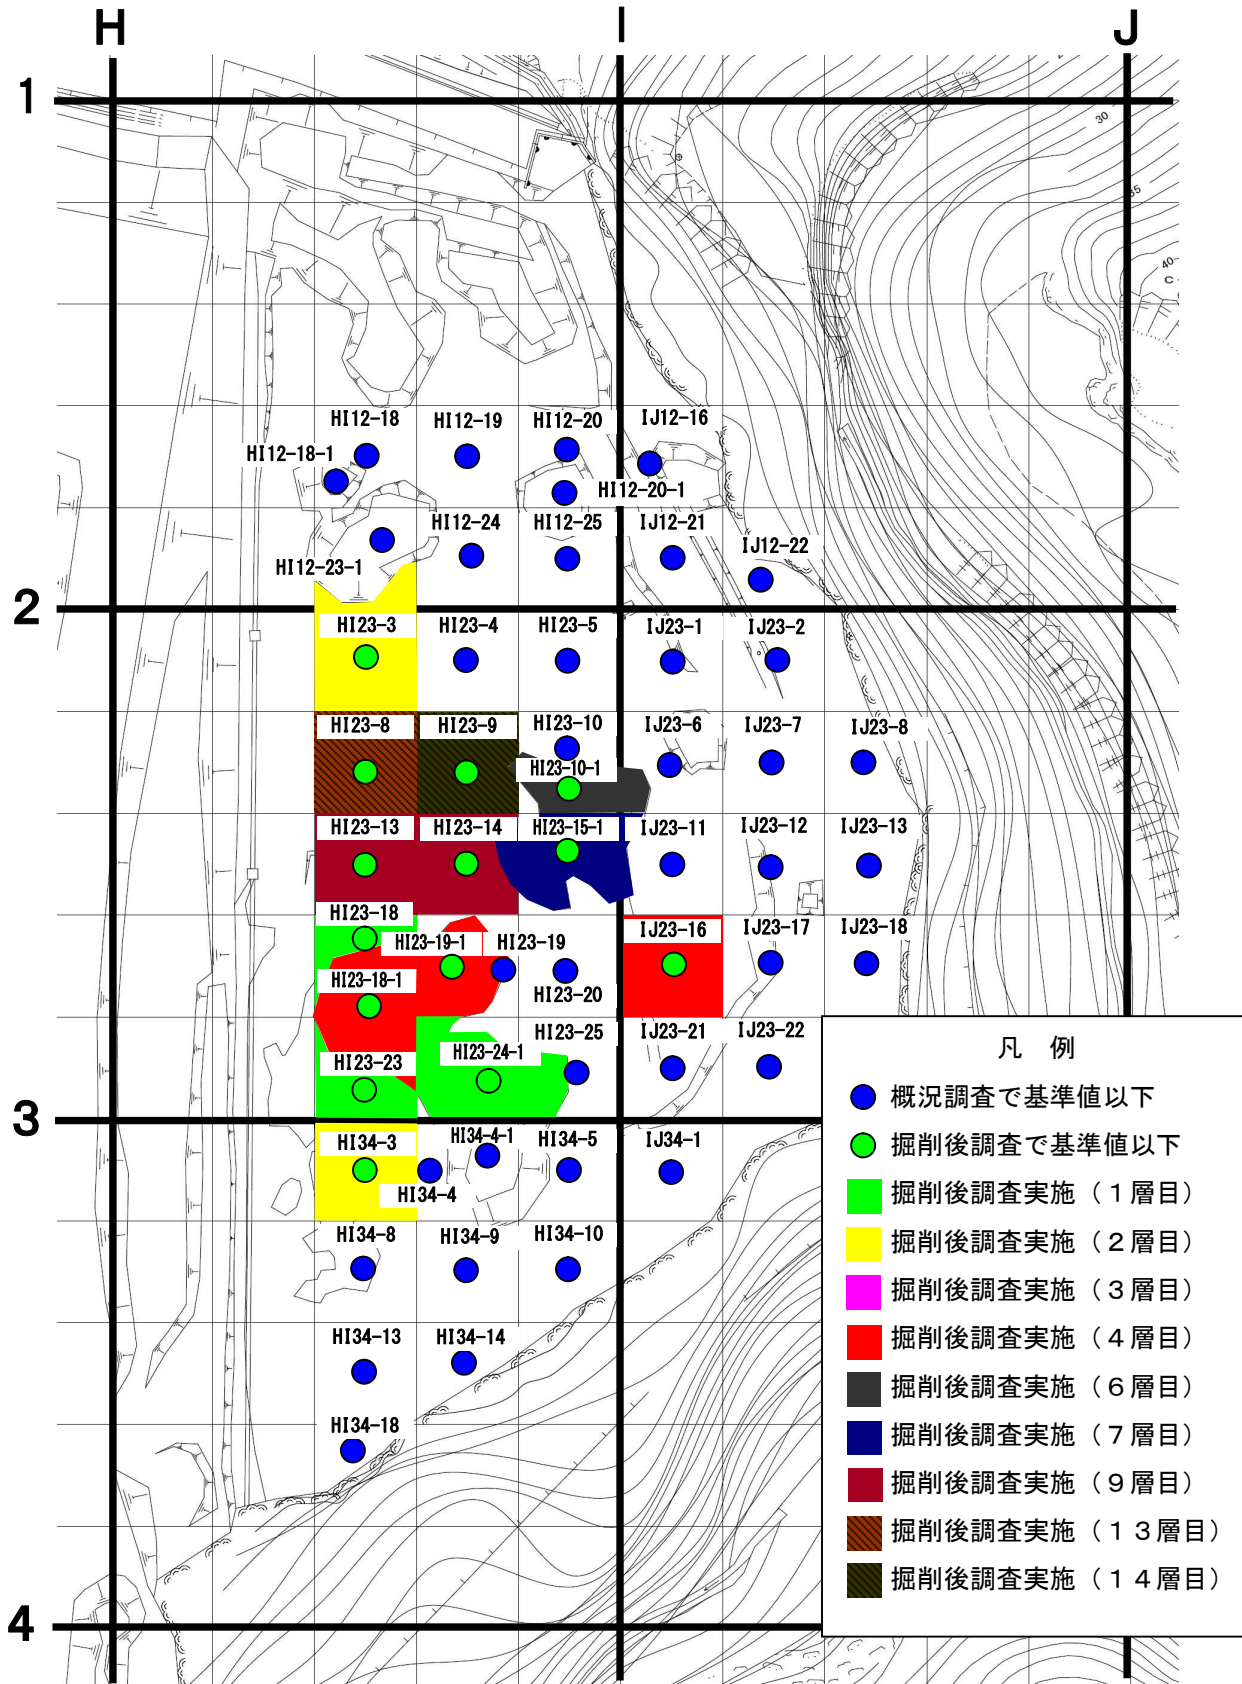 H I J
1
30
35
40
C
HI12-18 HI12-19 HI12-20 IJ12-16
HI12-18-1
HI12-20-1
HI12-24 HI12-25 IJ12-21
IJ12-22
HI12-23-1
2
HI23-3 HI23-4 HI23-5 IJ23-1 IJ23-2
HI23-8 HI23-9 HI23-10 IJ23-6 IJ23-7 IJ23-8
HI23-10-1
HI23-13 HI23-14 HI23-15-1 IJ23-11 IJ23-12 IJ23-13
HI23-18
HI23-19-1 HI23-19 IJ23-16 IJ23-17 IJ23-18
HI23-18-1 HI23-20
HI23-25 IJ23-21 IJ23-22
HI23-23 HI23-24-1
3
HI34-3 HI34-4-1 HI34-5 IJ34-1
HI34-4
HI34-8 HI34-9 HI34-10
HI34-13 HI34-14
HI34-18
4
凡 例
概況調査で基準値以下
掘削後調査で基準値以下
掘削後調査実施（１層目）
掘削後調査実施（２層目）
掘削後調査実施（３層目）
掘削後調査実施（４層目）
掘削後調査実施（６層目）
掘削後調査実施（７層目）
掘削後調査実施（９層目）
掘削後調査実施（１３層目）
掘削後調査実施（１４層目）